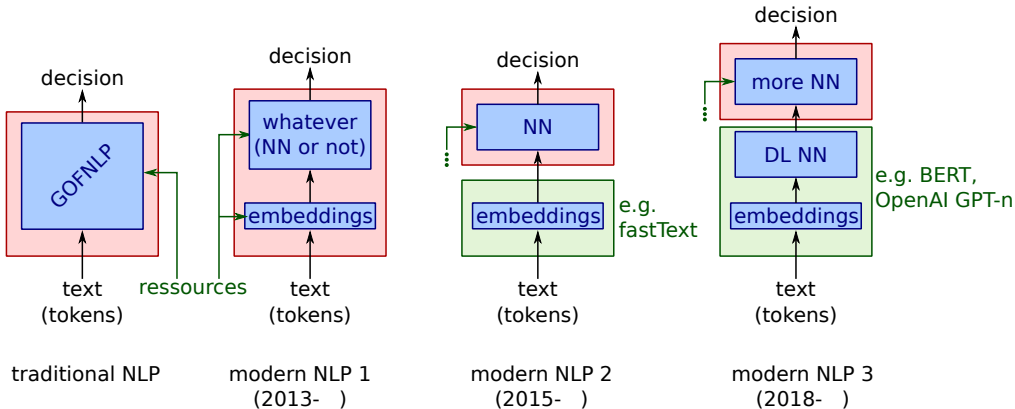 decision
GOFNLP
text
(tokens)
traditional NLP
ressources
decision
whatever
(NN or not)
embeddings
text
(tokens)
modern NLP 1
(2013-   )
decision
NN
embeddings
e.g.
fastText
text
(tokens)
modern NLP 2
(2015-   )
decision
more NN
DL NN
embeddings
e.g. BERT,
OpenAI GPT-n
text
(tokens)
modern NLP 3
(2018-   )